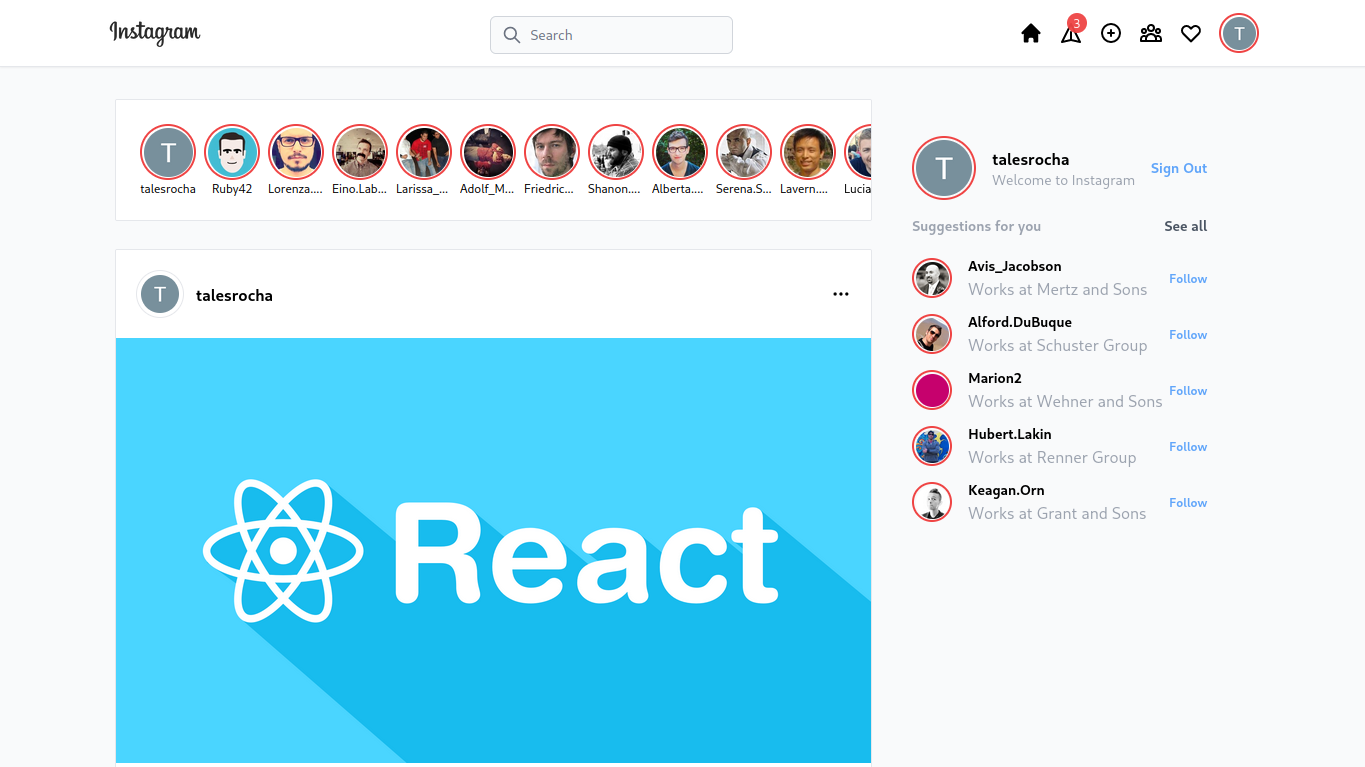 Instagram
Search
3
T
T
talesrocha
Ruby42
Lorenza....
Eino.Lab...
Larissa_...
Adolf_M...
Friedric...
Shanon....
Alberta....
Serena.S...
Lavern....
Lucia
T
talesrocha
Welcome to Instagram
Sign Out
Suggestions for you
See all
Avis_Jacobson
Works at Mertz and Sons
Follow
Alford.DuBuque
Works at Schuster Group
Follow
Marion2
Works at Wehner and Sons
Follow
Hubert.Lakin
Works at Renner Group
Follow
Keagan.Orn
Works at Grant and Sons
Follow
T
talesrocha
React